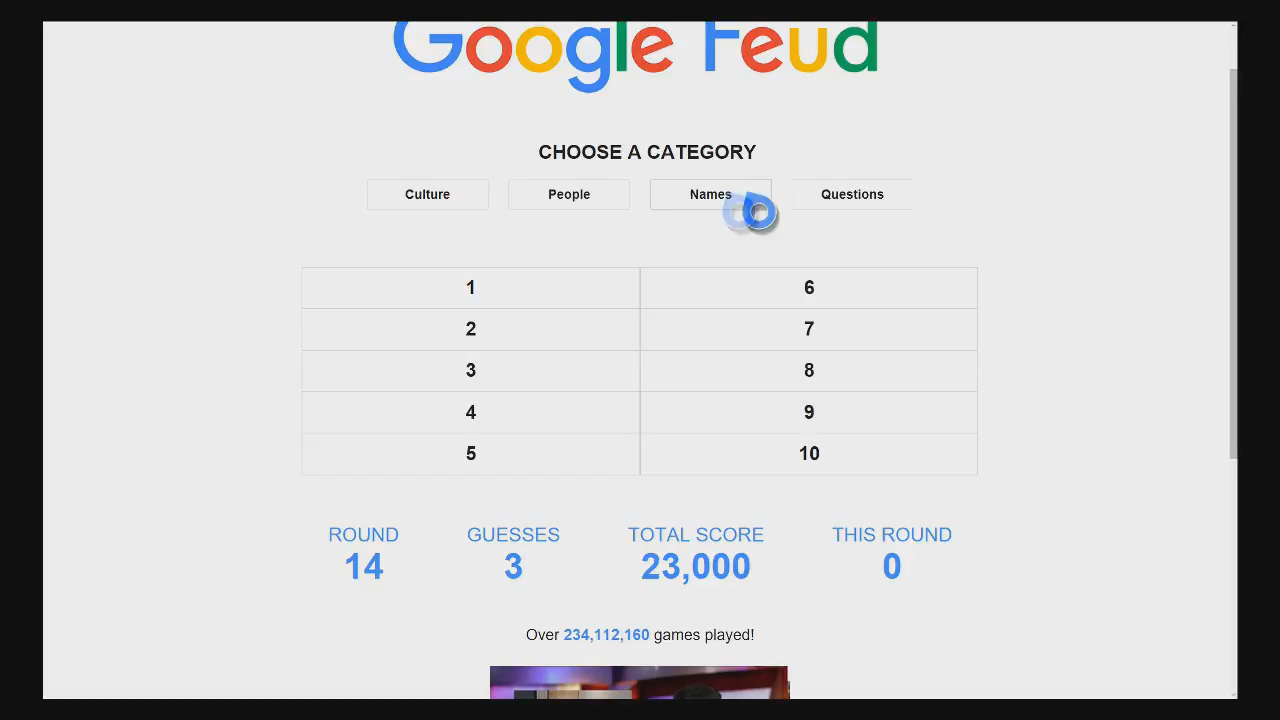 Google Feud
CHOOSE A CATEGORY
Culture People Names Questions
1 6
2 7
3 8
4 9
5 10
ROUND GUESSES TOTAL SCORE THIS ROUND
14 3 23,000 0
Over 234,112,160 games played!